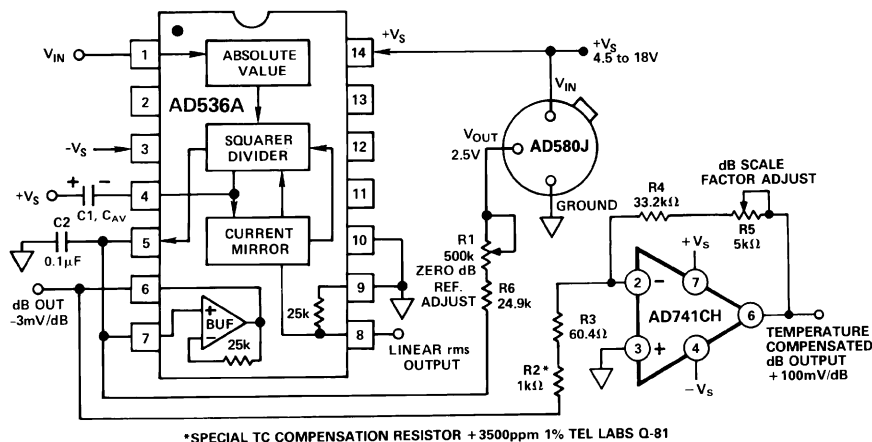 V_IN
1
ABSOLUTE
VALUE
14
+V_S
+V_S
4.5 to 18V
2
AD536A
13
V_IN
-V_S
3
SQUARER
DIVIDER
12
V_OUT
2.5V
AD580J
+V_S
+
−
C1, C_AV
4
11
GROUND
dB SCALE
FACTOR ADJUST
R4
33.2kΩ
R5
5kΩ
C2
0.1μF
5
CURRENT
MIRROR
10
R1
500k
ZERO dB
REF.
ADJUST
R6
24.9k
+V_S
2
−
7
dB OUT
-3mV/dB
6
25k
9
R3
60.4Ω
AD741CH
6
7
+
−
BUF
25k
8
LINEAR rms
OUTPUT
R2*
1kΩ
3
+
4
−V_S
TEMPERATURE
COMPENSATED
dB OUTPUT
+100mV/dB
*SPECIAL TC COMPENSATION RESISTOR +3500ppm 1% TEL LABS Q-81